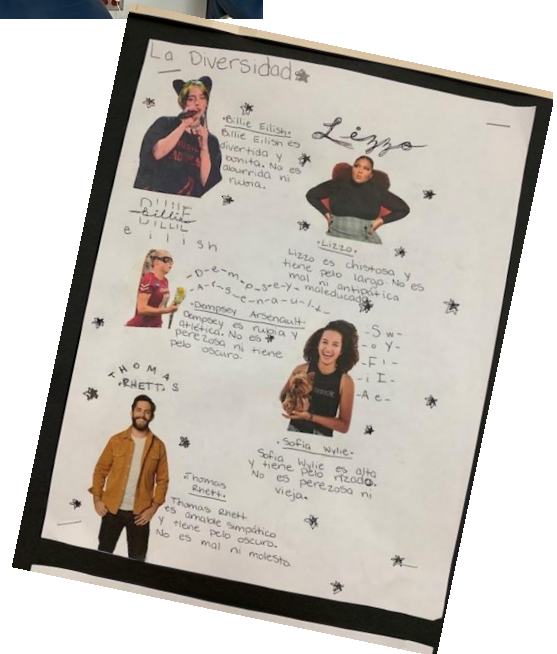 La Diversidad
Billie Eilish.
Billie Eilish es
divertida y
bonita. No es
aburrida ni
rubia.
Lizzo
BILLIE
Billie
BILLIE
e i l i s h
Lizzo.
Lizzo es chistosa y
tiene pelo largo. No es
mal ni antipática
maleducada
-D-e-m-p-s-e-y-
-A-r-s-e-n-a-u-l-t-
Dempsey Arsenault.
Dempsey es rubia y
atlética. No es
perezosa ni tiene
pelo oscuro.
-S w-
-o Y-
-F l-
-i I-
-A e-
Sofia Wylie.
Sofia Wylie es alta
y tiene pelo rizado.
No es perezosa ni
vieja.
THOMAS
RHETT.
Thomas
Rhett.
Thomas Rhett
es amable simpático
y tiene pelo oscuro.
No es mal ni molesto.